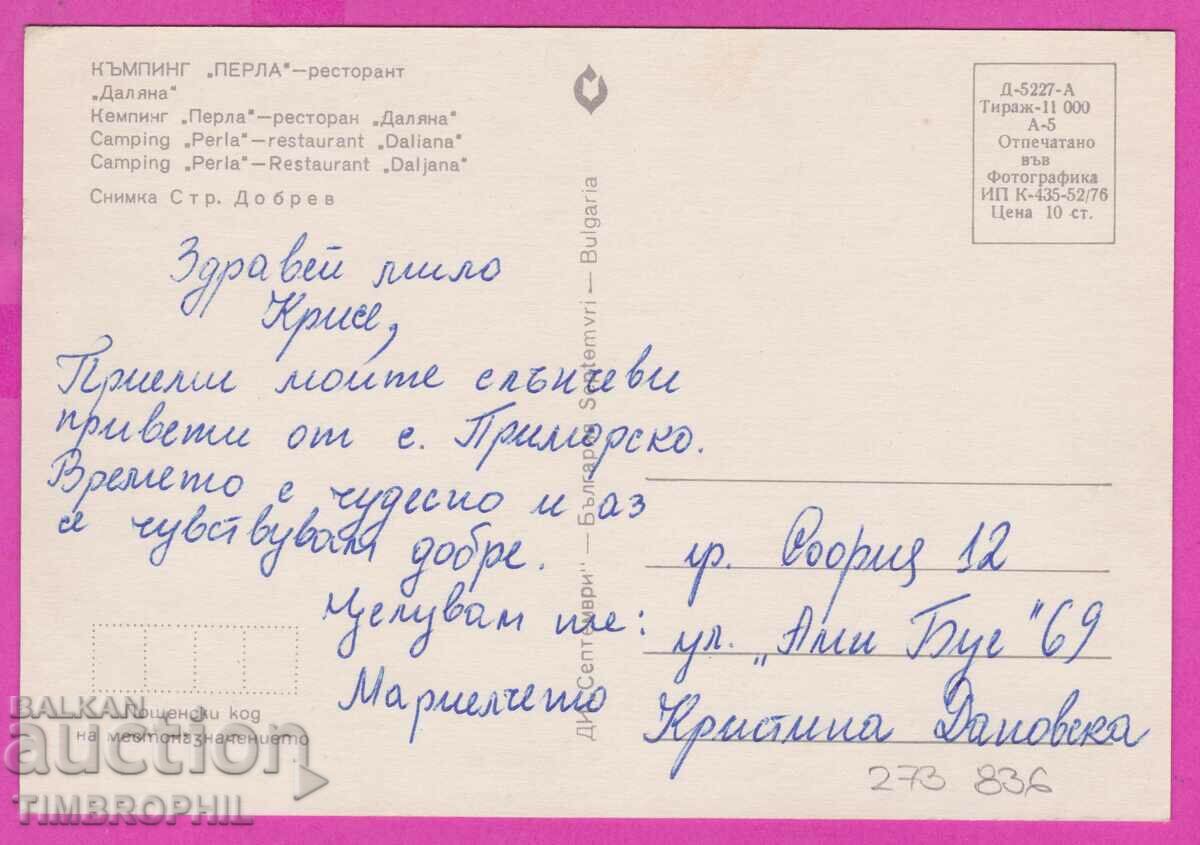 КЪМПИНГ „ПЕРЛА"—ресторант
„Даляна"
Кемпинг „Перла"—ресторан „Даляна"
Camping „Perla"—restaurant „Daliana"
Camping „Perla"—Restaurant „Daljana"
Снимка Стр. Добрев
Д-5227-А
Тираж-11 000
А-5
Отпечатано
във
Фотографика
ИП К-435-52/76
Цена 10 ст.
Здравей мило
Крисе,
Приеми моите слънчеви
привети от с. Приморско.
Времето е чудесно и аз
се чувствувам добре.
Целувам те:
Мариелчето
ДИ „Септември" — България Septemvri — Bulgaria
гр. София 12
ул. „Ами Буе" 69
Кристина Дановска
Пощенски код
на местоназначението
273 836
BALKAN
auction
TIMBROPHIL